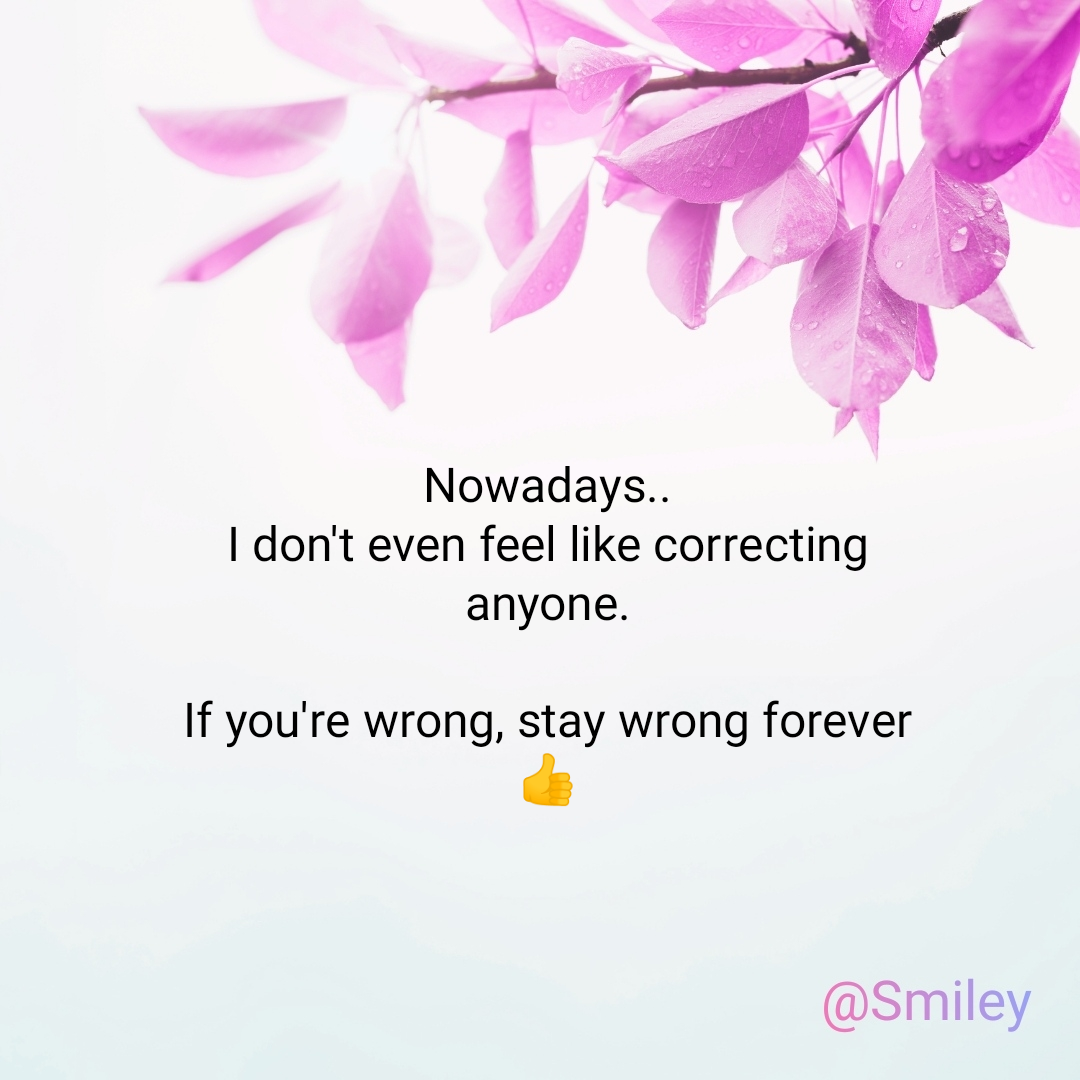 Nowadays..
I don't even feel like correcting
anyone.
If you're wrong, stay wrong forever
👍
@Smiley